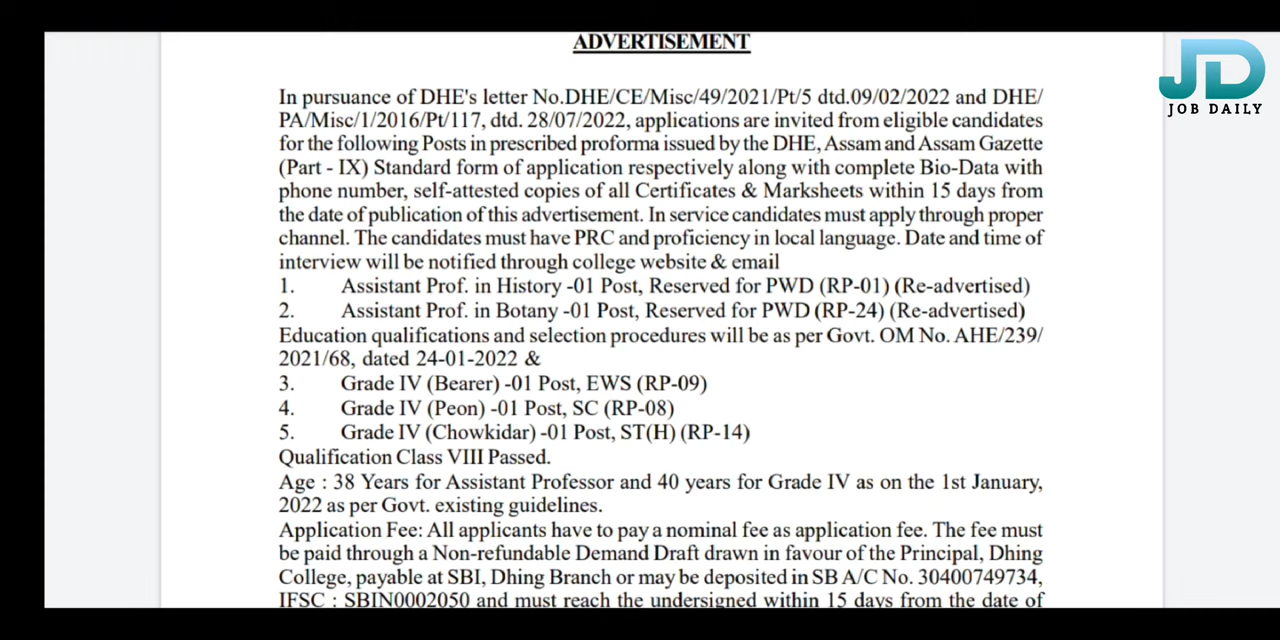 ADVERTISEMENT
JD
JOB DAILY
In pursuance of DHE's letter No.DHE/CE/Misc/49/2021/Pt/5 dtd.09/02/2022 and DHE/
PA/Misc/1/2016/Pt/117, dtd. 28/07/2022, applications are invited from eligible candidates
for the following Posts in prescribed proforma issued by the DHE, Assam and Assam Gazette
(Part - IX) Standard form of application respectively along with complete Bio-Data with
phone number, self-attested copies of all Certificates & Marksheets within 15 days from
the date of publication of this advertisement. In service candidates must apply through proper
channel. The candidates must have PRC and proficiency in local language. Date and time of
interview will be notified through college website & email
1. Assistant Prof. in History -01 Post, Reserved for PWD (RP-01) (Re-advertised)
2. Assistant Prof. in Botany -01 Post, Reserved for PWD (RP-24) (Re-advertised)
Education qualifications and selection procedures will be as per Govt. OM No. AHE/239/
2021/68, dated 24-01-2022 &
3. Grade IV (Bearer) -01 Post, EWS (RP-09)
4. Grade IV (Peon) -01 Post, SC (RP-08)
5. Grade IV (Chowkidar) -01 Post, ST(H) (RP-14)
Qualification Class VIII Passed.
Age : 38 Years for Assistant Professor and 40 years for Grade IV as on the 1st January,
2022 as per Govt. existing guidelines.
Application Fee: All applicants have to pay a nominal fee as application fee. The fee must
be paid through a Non-refundable Demand Draft drawn in favour of the Principal, Dhing
College, payable at SBI, Dhing Branch or may be deposited in SB A/C No. 30400749734,
IFSC : SBIN0002050 and must reach the undersigned within 15 days from the date of